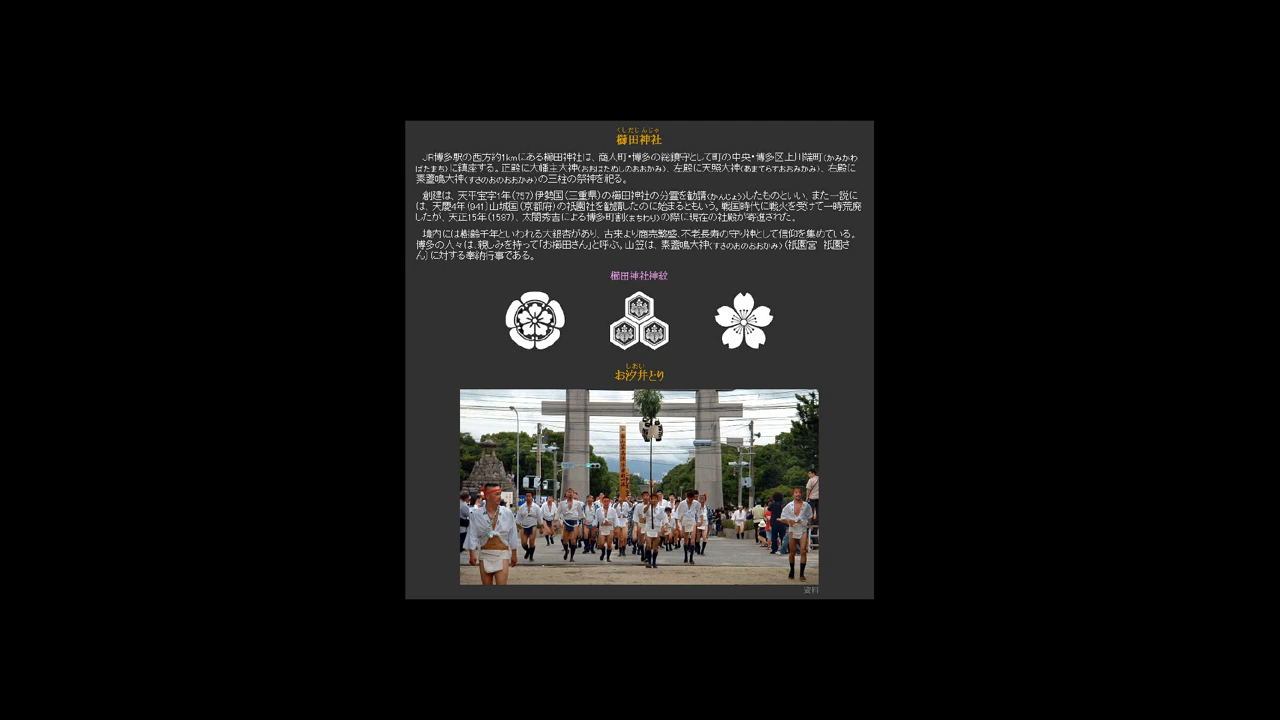 くしだじんじゃ
櫛田神社
JR博多駅の西方約1kmにある櫛田神社は、商人町・博多の総鎮守として町の中央・博多区上川端町(かみかわ
ばたまち)に鎮座する。正殿に大幡主大神(おおはたぬしのおおかみ)、左殿に天照大神(あまてらすおおみかみ)、右殿に
素盞嗚大神(すさのおのおおかみ)の三柱の祭神を祀る。
創建は、天平宝字1年(757)伊勢国(三重県)の櫛田神社の分霊を勧請(かんじょう)したものといい、また一説に
は、天慶4年(941)山城国(京都府)の祇園社を勧請したのに始まるともいう。戦国時代に戦火を受けて一時荒廃
したが、天正15年(1587)、太閤秀吉による博多町割(まちわり)の際に現在の社殿が寄進された。
境内には樹齢千年といわれる大銀杏があり、古来より商売繁盛、不老長寿の守り神として信仰を集めている。
博多の人々は、親しみを持って「お櫛田さん」と呼ぶ。山笠は、素盞嗚大神(すさのおのおおかみ)(祇園宮 祇園さ
ん)に対する奉納行事である。
櫛田神社神紋
しおい
お汐井とり
資料